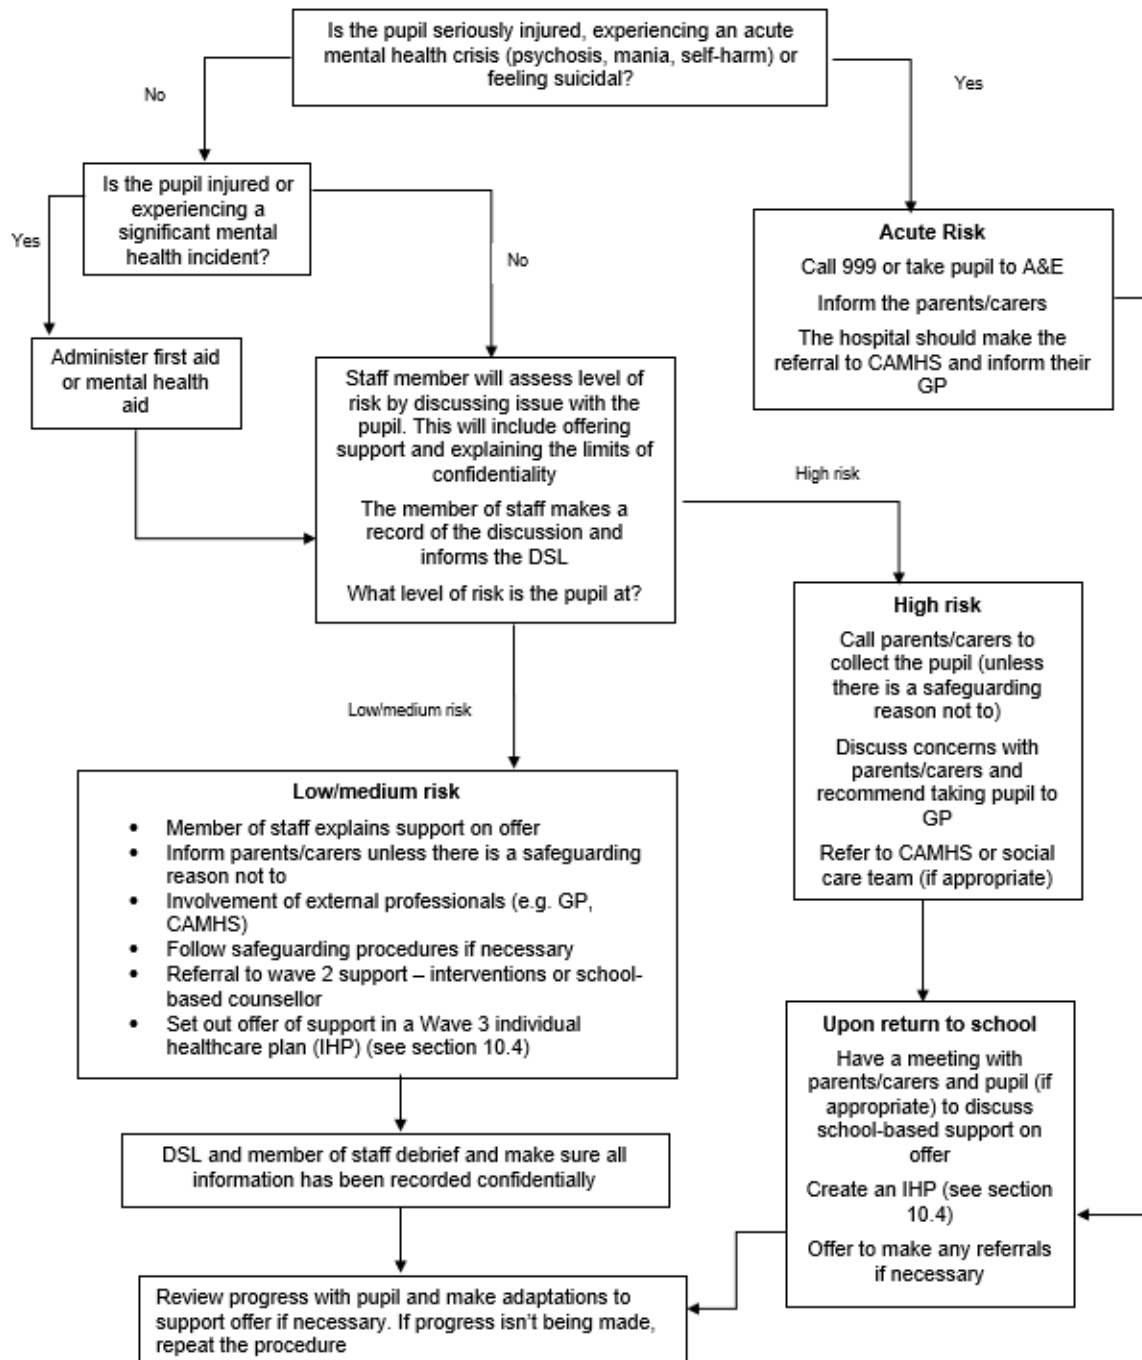 Is the pupil seriously injured, experiencing an acute
mental health crisis (psychosis, mania, self-harm) or
feeling suicidal?
No
Yes
Is the pupil injured or
experiencing a
significant mental
health incident?
Yes
No
Acute Risk
Call 999 or take pupil to A&E
Inform the parents/carers
The hospital should make the
referral to CAMHS and inform their
GP
Administer first aid
or mental health
aid
Staff member will assess level of
risk by discussing issue with the
pupil. This will include offering
support and explaining the limits of
confidentiality
The member of staff makes a
record of the discussion and
informs the DSL
What level of risk is the pupil at?
High risk
Low/medium risk
High risk
Call parents/carers to
collect the pupil (unless
there is a safeguarding
reason not to)
Discuss concerns with
parents/carers and
recommend taking pupil to
GP
Refer to CAMHS or social
care team (if appropriate)
Low/medium risk
• Member of staff explains support on offer
• Inform parents/carers unless there is a safeguarding
reason not to
• Involvement of external professionals (e.g. GP,
CAMHS)
• Follow safeguarding procedures if necessary
• Referral to wave 2 support – interventions or school-
based counsellor
• Set out offer of support in a Wave 3 individual
healthcare plan (IHP) (see section 10.4)
Upon return to school
Have a meeting with
parents/carers and pupil (if
appropriate) to discuss
school-based support on
offer
Create an IHP (see section
10.4)
Offer to make any referrals
if necessary
DSL and member of staff debrief and make sure all
information has been recorded confidentially
Review progress with pupil and make adaptations to
support offer if necessary. If progress isn't being made,
repeat the procedure